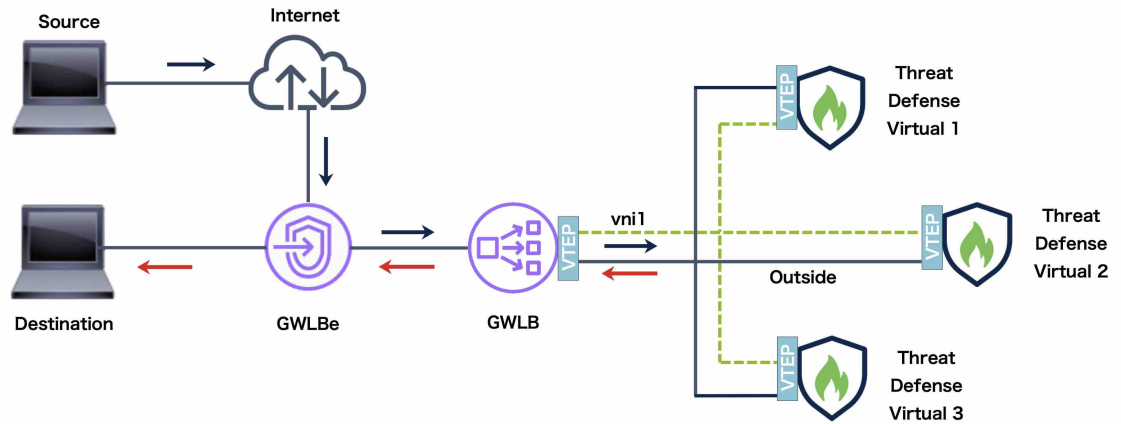 Source
Internet
VTEP
Threat
Defense
Virtual 1
vni1
VTEP
VTEP
Threat
Defense
Virtual 2
Outside
Destination
GWLBe
GWLB
VTEP
Threat
Defense
Virtual 3